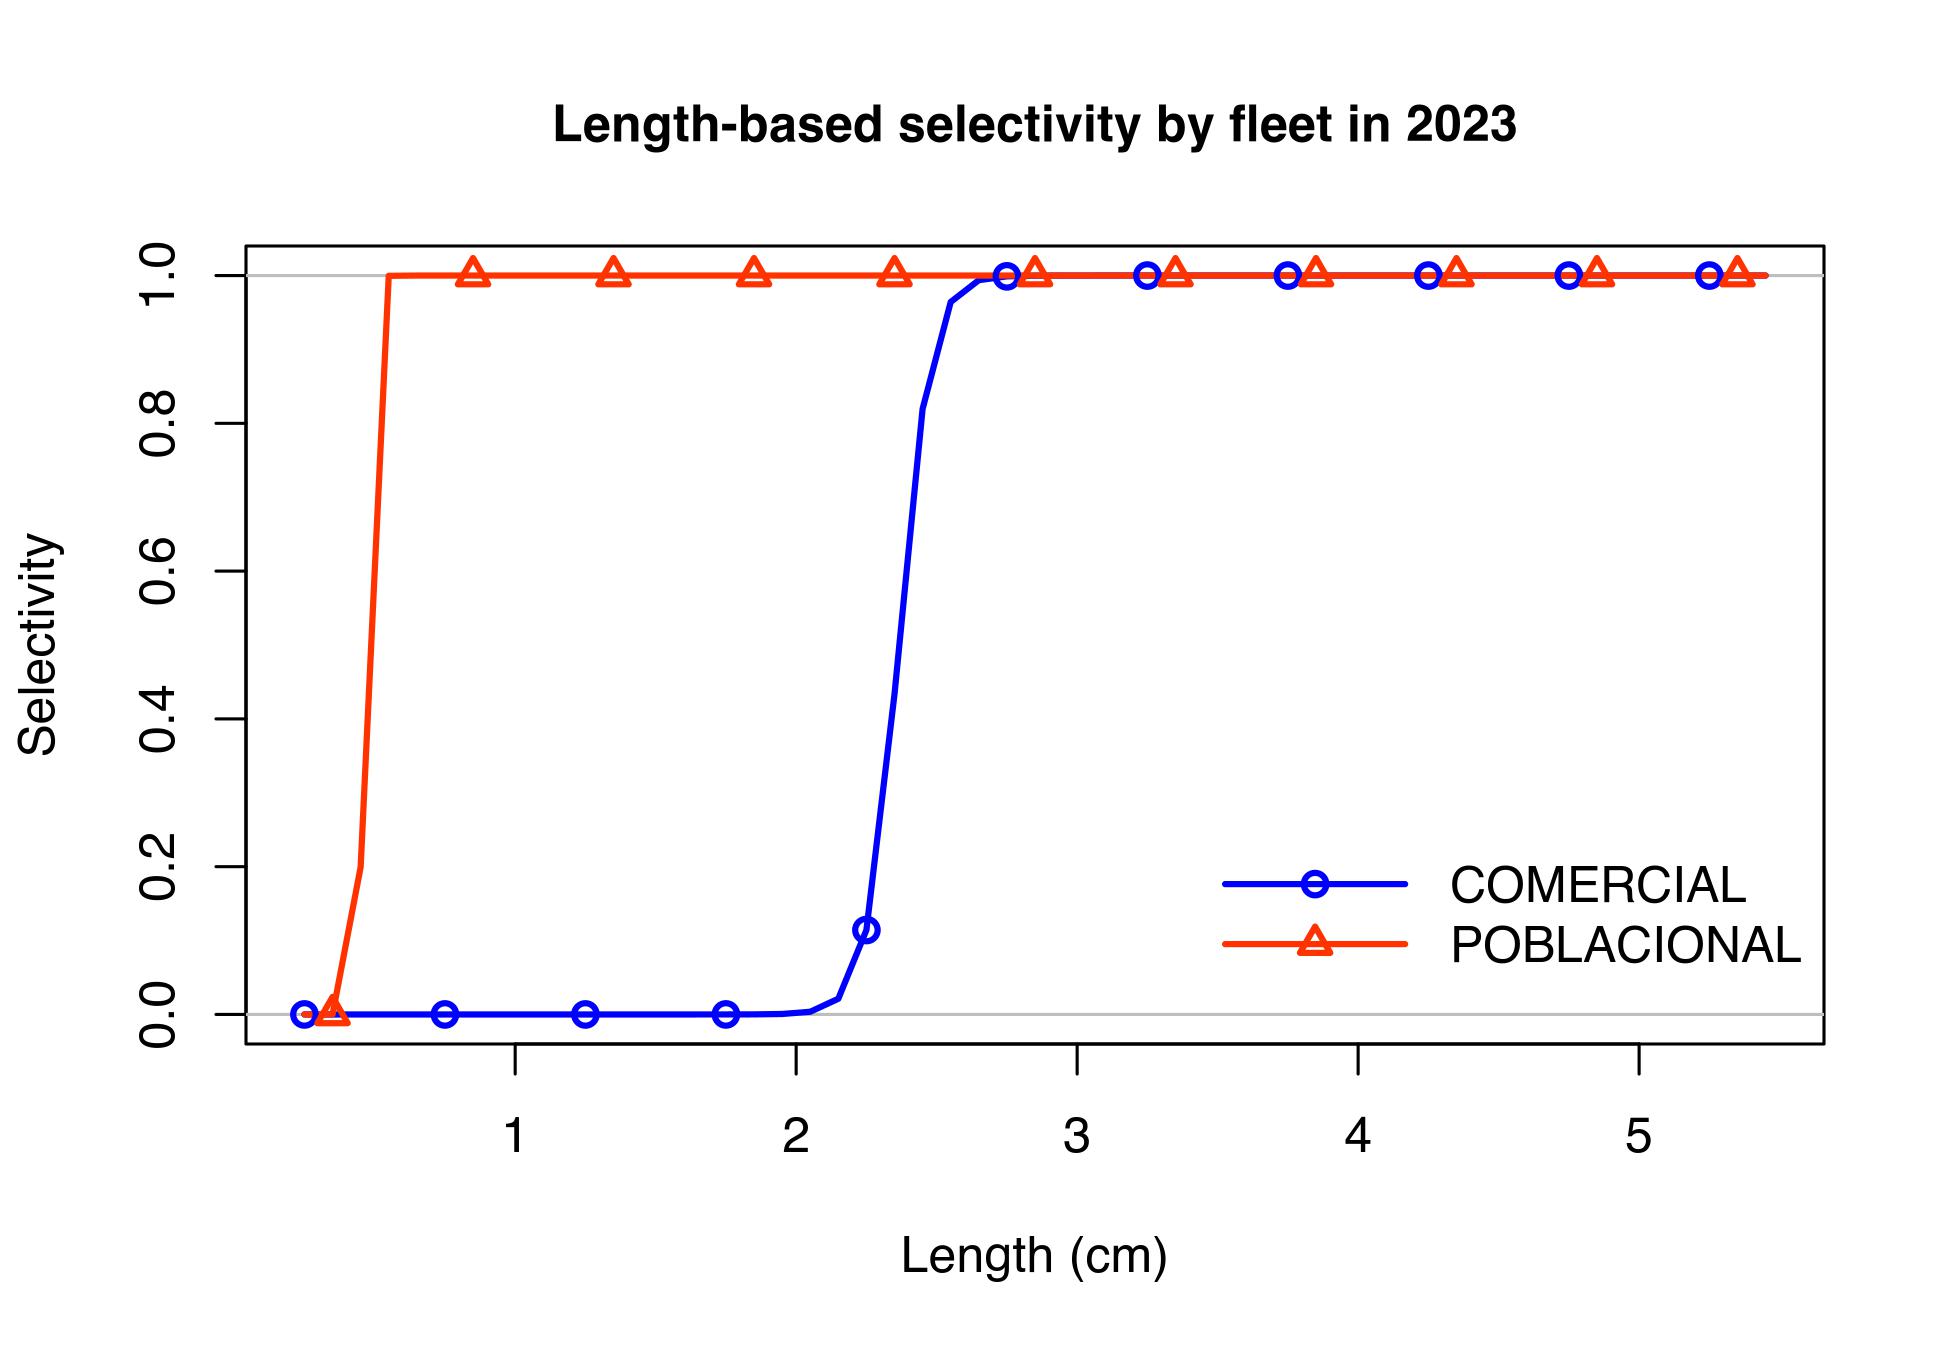 Length-based selectivity by fleet in 2023
Selectivity
1.0
0.8
0.6
0.4
0.2
0.0
COMERCIAL
POBLACIONAL
1 2 3 4 5
Length (cm)